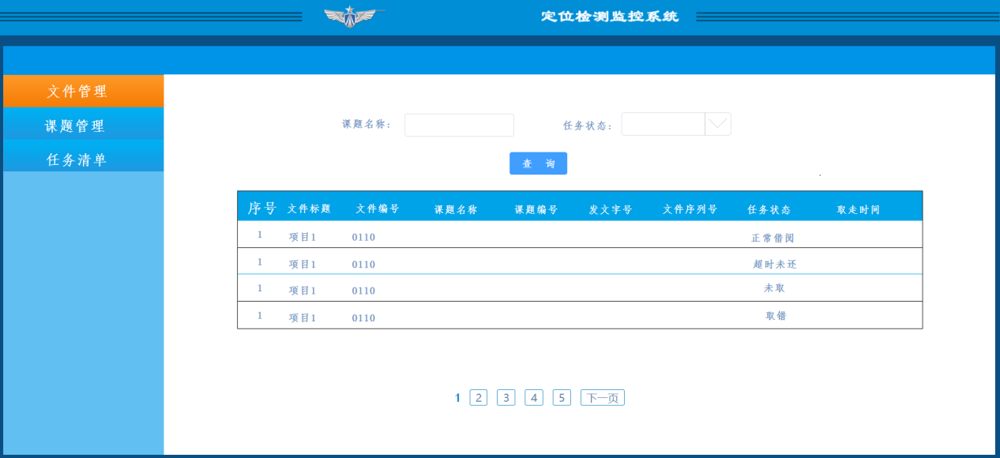 定位检测监控系统
文件管理
课题管理
任务清单
课题名称: 任务状态:
查 询
序号 文件标题 文件编号 课题名称 课题编号 发文字号 文件序列号 任务状态 取走时间
1 项目1 0110 正常借阅
1 项目1 0110 超时未还
1 项目1 0110 未取
1 项目1 0110 取错
1 2 3 4 5 下一页